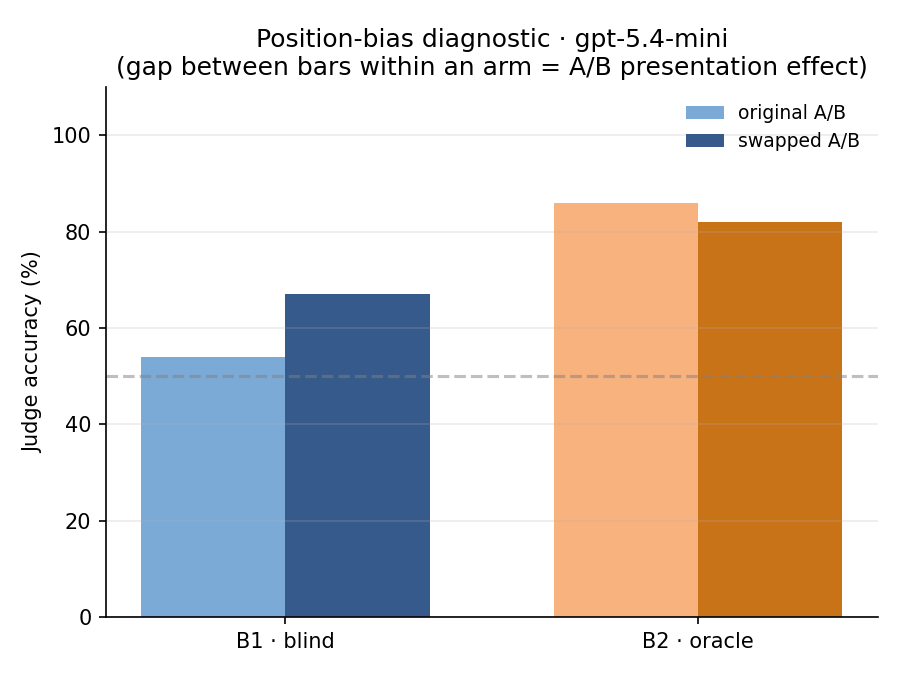 Position-bias diagnostic · gpt-5.4-mini
(gap between bars within an arm = A/B presentation effect)
original A/B
swapped A/B
Judge accuracy (%)
100
80
60
40
20
0
B1 · blind
B2 · oracle